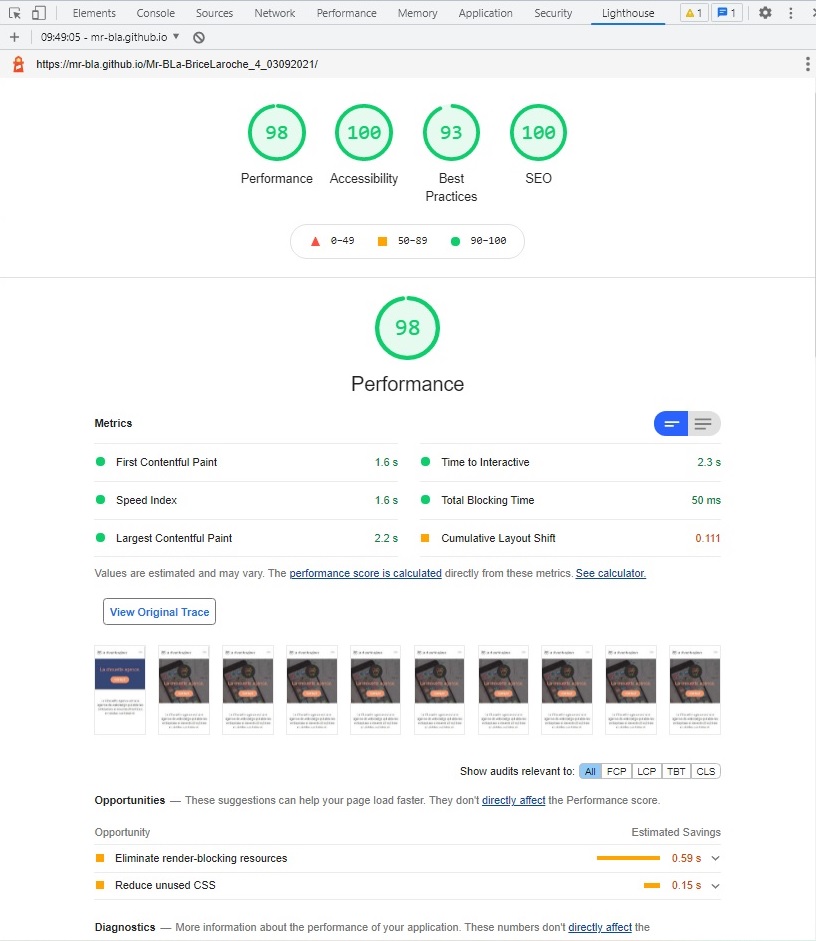 Elements Console Sources Network Performance Memory Application Security Lighthouse 1 1
09:49:05 - mr-bla.github.io
https://mr-bla.github.io/Mr-BLa-BriceLaroche_4_03092021/
98 100 93 100
Performance Accessibility Best Practices SEO
0–49 50–89 90–100
98
Performance
Metrics
First Contentful Paint 1.6 s Time to Interactive 2.3 s
Speed Index 1.6 s Total Blocking Time 50 ms
Largest Contentful Paint 2.2 s Cumulative Layout Shift 0.111
Values are estimated and may vary. The performance score is calculated directly from these metrics. See calculator.
View Original Trace
Show audits relevant to: All FCP LCP TBT CLS
Opportunities — These suggestions can help your page load faster. They don't directly affect the Performance score.
Opportunity Estimated Savings
Eliminate render-blocking resources 0.59 s
Reduce unused CSS 0.15 s
Diagnostics — More information about the performance of your application. These numbers don't directly affect the